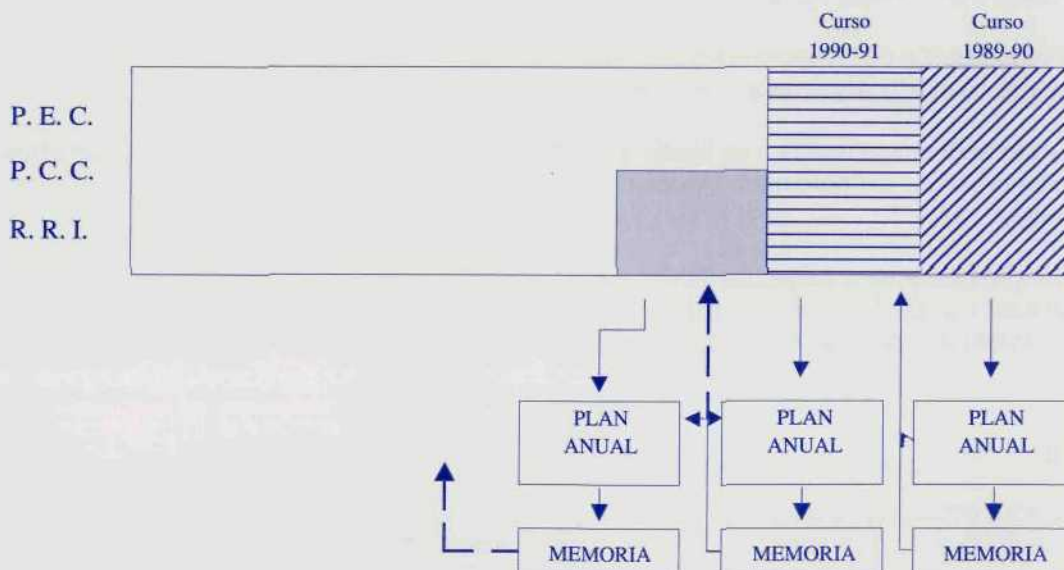 Curso
1990-91
Curso
1989-90
P. E. C.
P. C. C.
R. R. I.
PLAN
ANUAL
PLAN
ANUAL
PLAN
ANUAL
MEMORIA
MEMORIA
MEMORIA